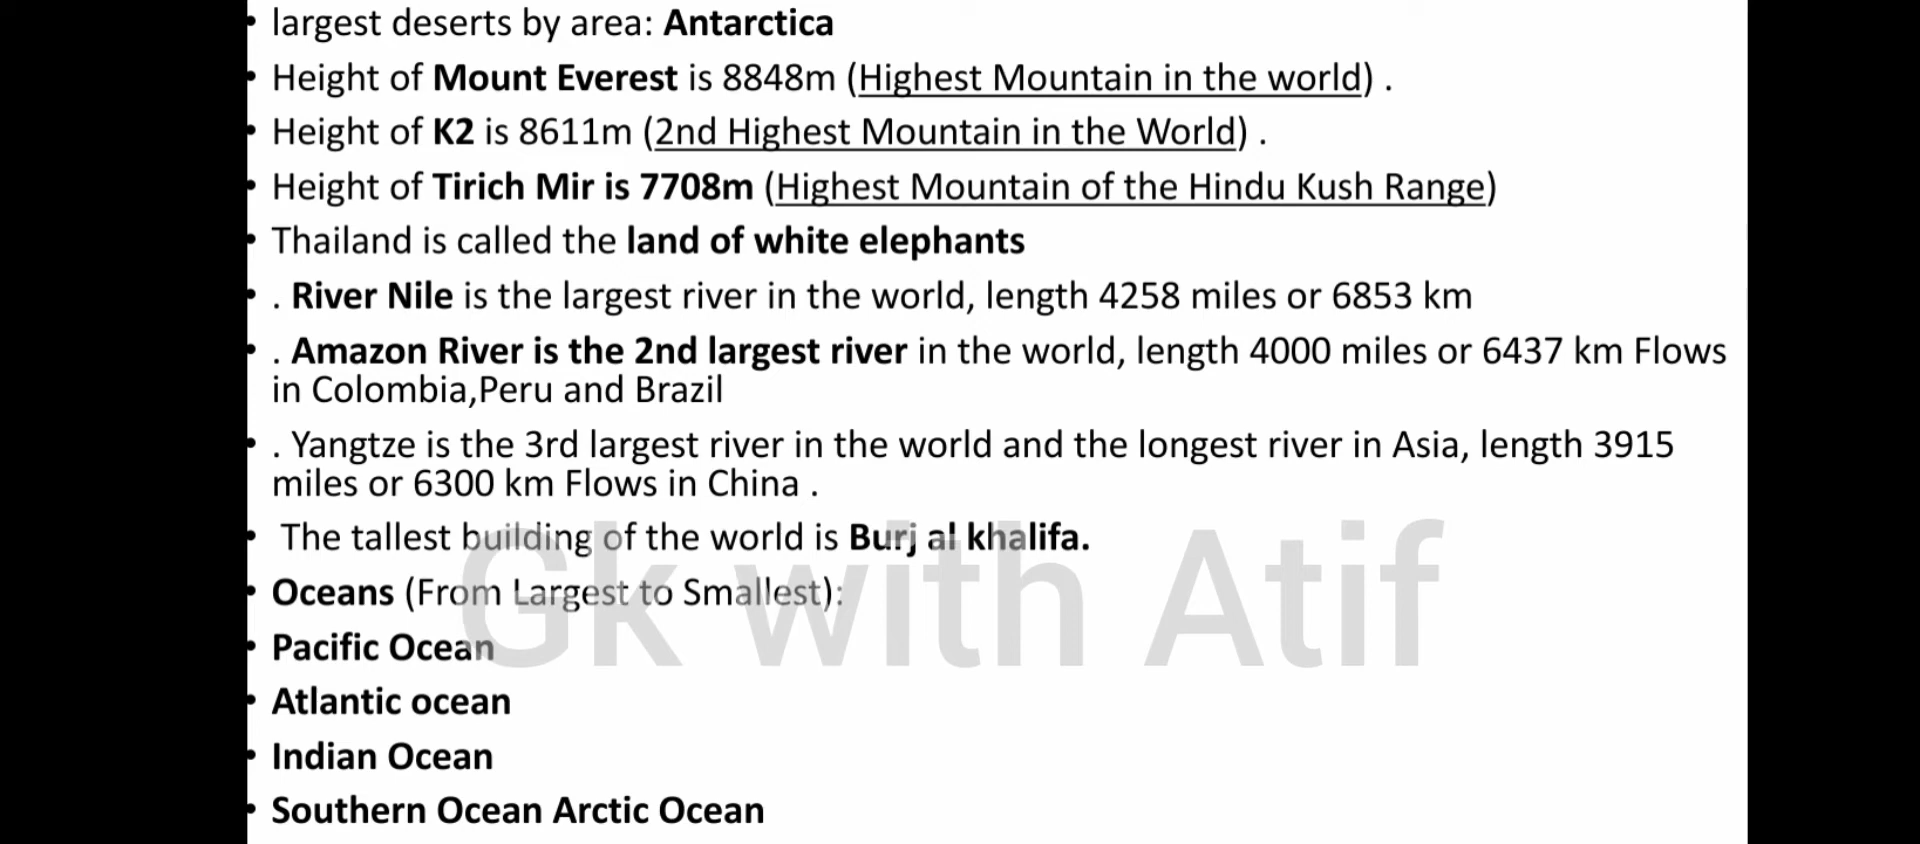 • largest deserts by area: Antarctica
• Height of Mount Everest is 8848m (Highest Mountain in the world) .
• Height of K2 is 8611m (2nd Highest Mountain in the World) .
• Height of Tirich Mir is 7708m (Highest Mountain of the Hindu Kush Range)
• Thailand is called the land of white elephants
• . River Nile is the largest river in the world, length 4258 miles or 6853 km
• . Amazon River is the 2nd largest river in the world, length 4000 miles or 6437 km Flows
in Colombia,Peru and Brazil
• . Yangtze is the 3rd largest river in the world and the longest river in Asia, length 3915
miles or 6300 km Flows in China .
• The tallest building of the world is Burj al khalifa.
• Oceans (From Largest to Smallest):
Gk with Atif
• Pacific Ocean
• Atlantic ocean
• Indian Ocean
• Southern Ocean Arctic Ocean